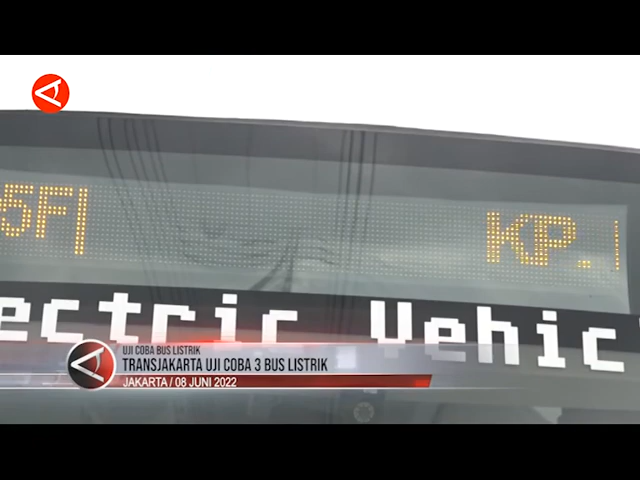 5F
KP.
ectric Vehic
UJI COBA BUS LISTRIK
TRANSJAKARTA UJI COBA 3 BUS LISTRIK
JAKARTA / 08 JUNI 2022